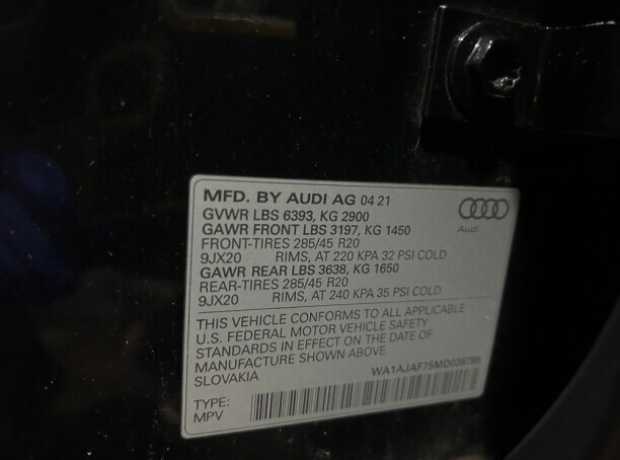 MFD. BY AUDI AG 04 21
GVWR LBS 6393, KG 2900
GAWR FRONT LBS 3197, KG 1450
FRONT-TIRES 285/45 R20
9JX20 RIMS, AT 220 KPA 32 PSI COLD
GAWR REAR LBS 3638, KG 1650
REAR-TIRES 285/45 R20
9JX20 RIMS, AT 240 KPA 35 PSI COLD
Audi
THIS VEHICLE CONFORMS TO ALL APPLICABLE
U.S. FEDERAL MOTOR VEHICLE SAFETY
STANDARDS IN EFFECT ON THE DATE OF
MANUFACTURE SHOWN ABOVE.
SLOVAKIA
TYPE:
MPV